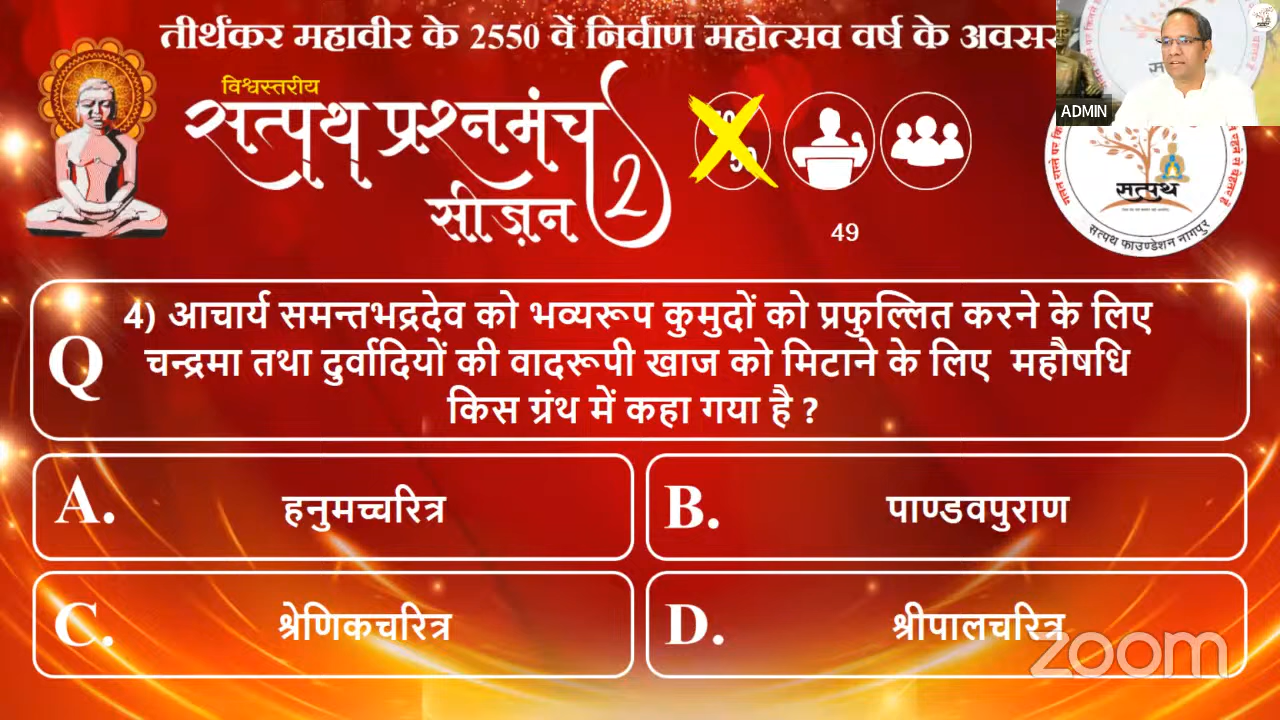 तीर्थंकर महावीर के 2550 वें निर्वाण महोत्सव वर्ष के अवसर
विश्वस्तरीय
सत्पथ प्रश्नमंच
सीज़न 2
49
ADMIN
सत्पथ
सत्पथ फाउण्डेशन नागपुर
Q
4) आचार्य समन्तभद्रदेव को भव्यरूप कुमुदों को प्रफुल्लित करने के लिए
चन्द्रमा तथा दुर्वादियों की वादरूपी खाज को मिटाने के लिए महौषधि
किस ग्रंथ में कहा गया है ?
A. हनुमच्चरित्र
B. पाण्डवपुराण
C. श्रेणिकचरित्र
D. श्रीपालचरित्र
zoom